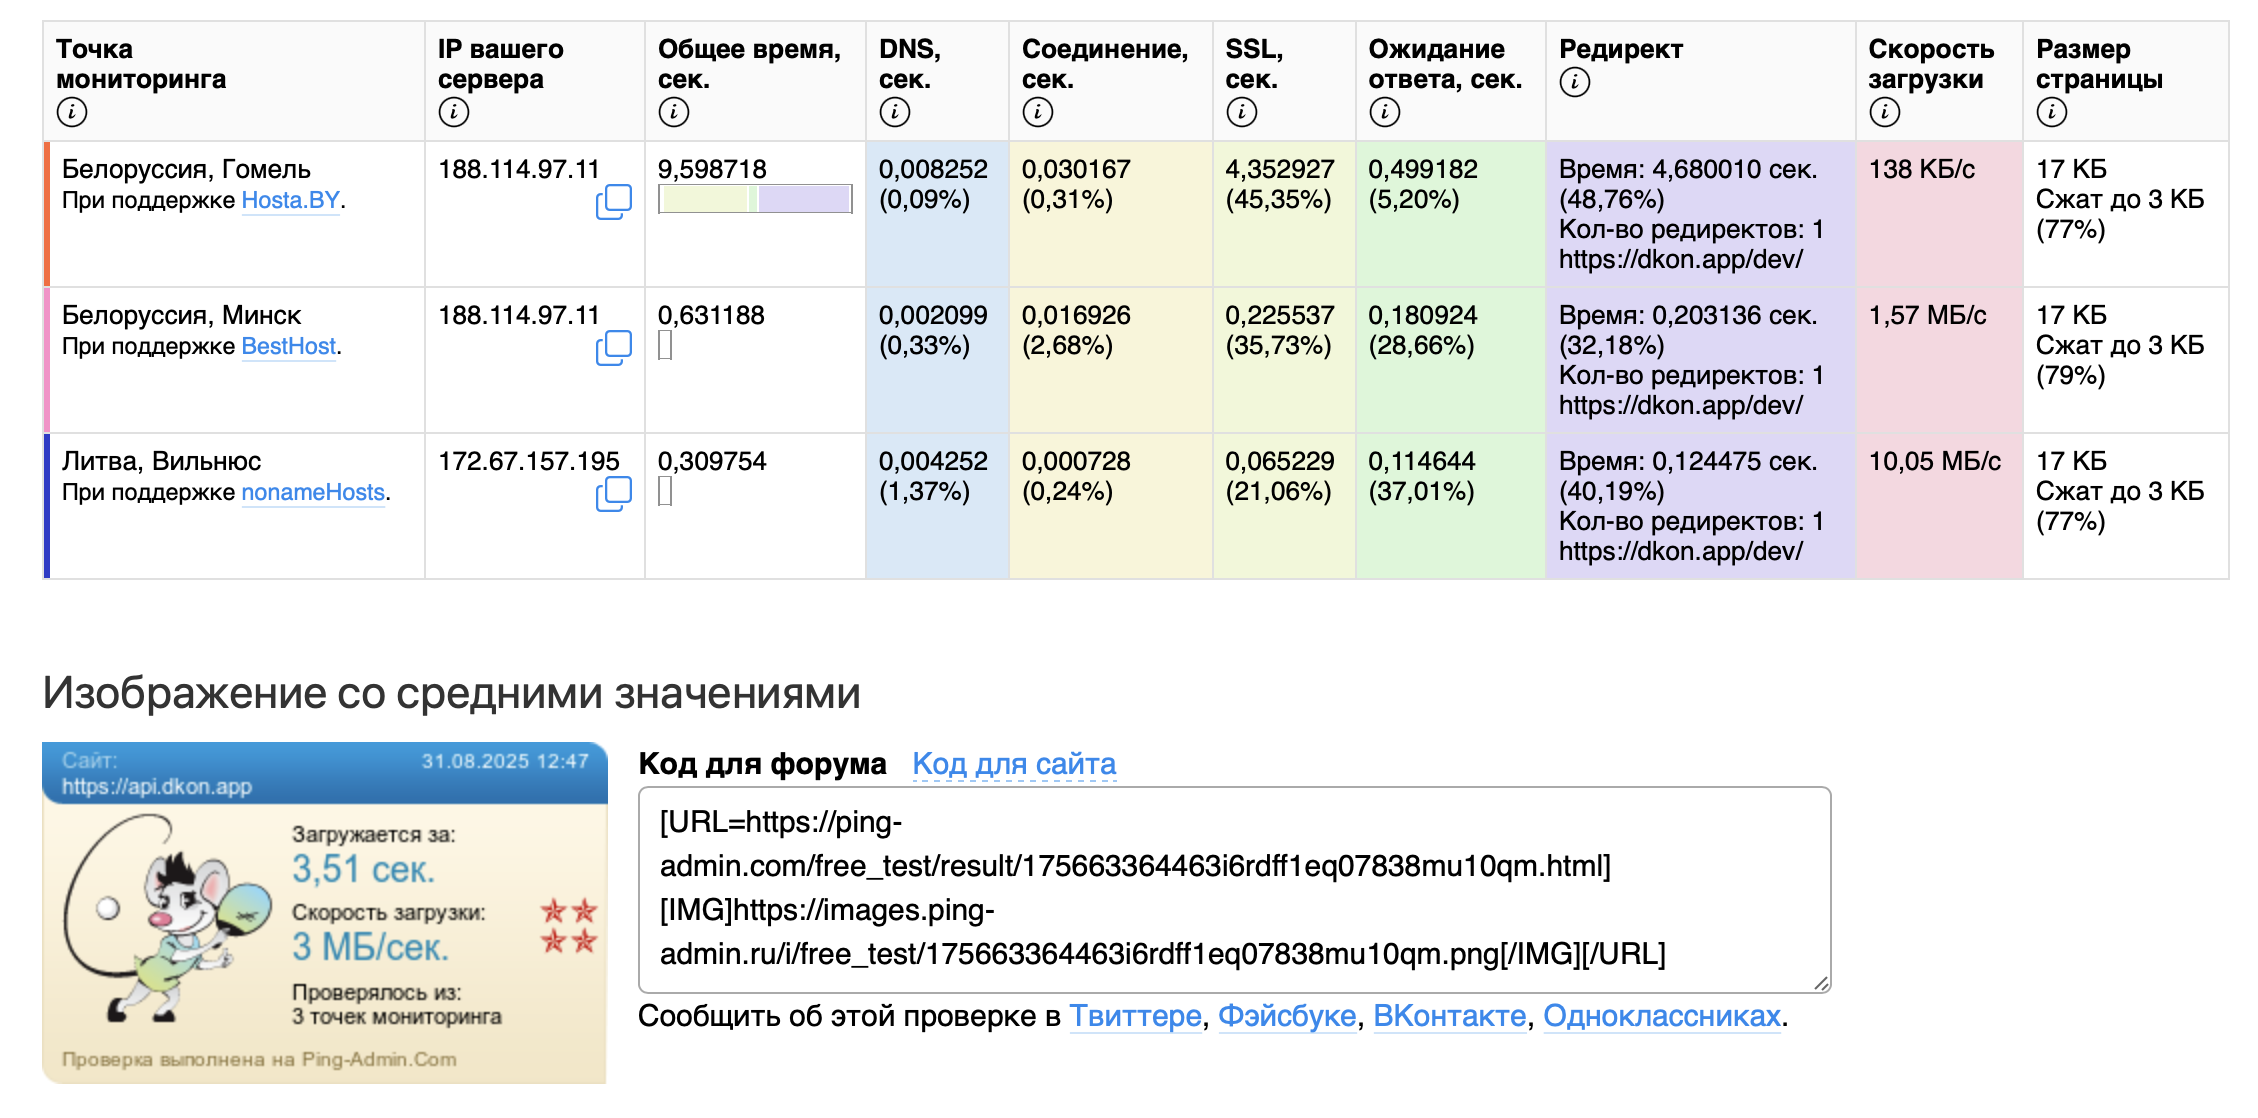 Точка мониторинга
IP вашего сервера
Общее время, сек.
DNS, сек.
Соединение, сек.
SSL, сек.
Ожидание ответа, сек.
Редирект
Скорость загрузки
Размер страницы
Белоруссия, Гомель
При поддержке Hosta.BY.
188.114.97.11
9,598718
0,008252
(0,09%)
0,030167
(0,31%)
4,352927
(45,35%)
0,499182
(5,20%)
Время: 4,680010 сек.
(48,76%)
Кол-во редиректов: 1
https://dkon.app/dev/
138 КБ/с
17 КБ
Сжат до 3 КБ
(77%)
Белоруссия, Минск
При поддержке BestHost.
188.114.97.11
0,631188
0,002099
(0,33%)
0,016926
(2,68%)
0,225537
(35,73%)
0,180924
(28,66%)
Время: 0,203136 сек.
(32,18%)
Кол-во редиректов: 1
https://dkon.app/dev/
1,57 МБ/с
17 КБ
Сжат до 3 КБ
(79%)
Литва, Вильнюс
При поддержке nonameHosts.
172.67.157.195
0,309754
0,004252
(1,37%)
0,000728
(0,24%)
0,065229
(21,06%)
0,114644
(37,01%)
Время: 0,124475 сек.
(40,19%)
Кол-во редиректов: 1
https://dkon.app/dev/
10,05 МБ/с
17 КБ
Сжат до 3 КБ
(77%)
Изображение со средними значениями
Сайт: 31.08.2025 12:47
https://api.dkon.app
Загружается за:
3,51 сек.
Скорость загрузки:
3 МБ/сек.
Проверялось из:
3 точек мониторинга
Проверка выполнена на Ping-Admin.Com
Код для форума Код для сайта
[URL=https://ping-
admin.com/free_test/result/175663364463i6rdff1eq07838mu10qm.html]
[IMG]https://images.ping-
admin.ru/i/free_test/175663364463i6rdff1eq07838mu10qm.png[/IMG][/URL]
Сообщить об этой проверке в Твиттере, Фэйсбуке, ВКонтакте, Одноклассниках.